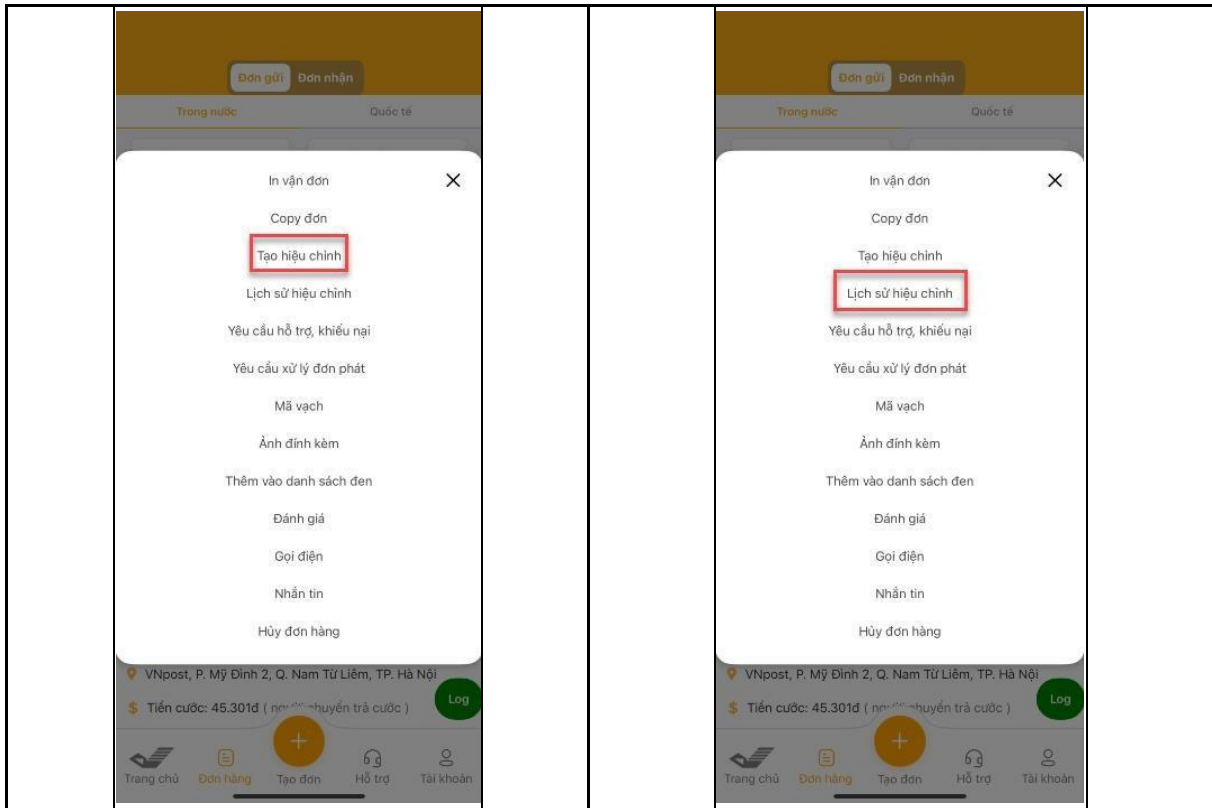 Đơn gửi Đơn nhận
Trong nước Quốc tế
In vận đơn
Copy đơn
Tạo hiệu chỉnh
Lịch sử hiệu chỉnh
Yêu cầu hỗ trợ, khiếu nại
Yêu cầu xử lý đơn phát
Mã vạch
Ảnh đính kèm
Thêm vào danh sách đen
Đánh giá
Gọi điện
Nhắn tin
Hủy đơn hàng
VNpost, P. Mỹ Đình 2, Q. Nam Từ Liêm, TP. Hà Nội
Log
$ Tiền cước: 45.301đ ( chuyển trả cước )
Trang chủ Đơn hàng Tạo đơn Hỗ trợ Tài khoản
Đơn gửi Đơn nhận
Trong nước Quốc tế
In vận đơn
Copy đơn
Tạo hiệu chỉnh
Lịch sử hiệu chỉnh
Yêu cầu hỗ trợ, khiếu nại
Yêu cầu xử lý đơn phát
Mã vạch
Ảnh đính kèm
Thêm vào danh sách đen
Đánh giá
Gọi điện
Nhắn tin
Hủy đơn hàng
VNpost, P. Mỹ Đình 2, Q. Nam Từ Liêm, TP. Hà Nội
Log
$ Tiền cước: 45.301đ ( chuyển trả cước )
Trang chủ Đơn hàng Tạo đơn Hỗ trợ Tài khoản